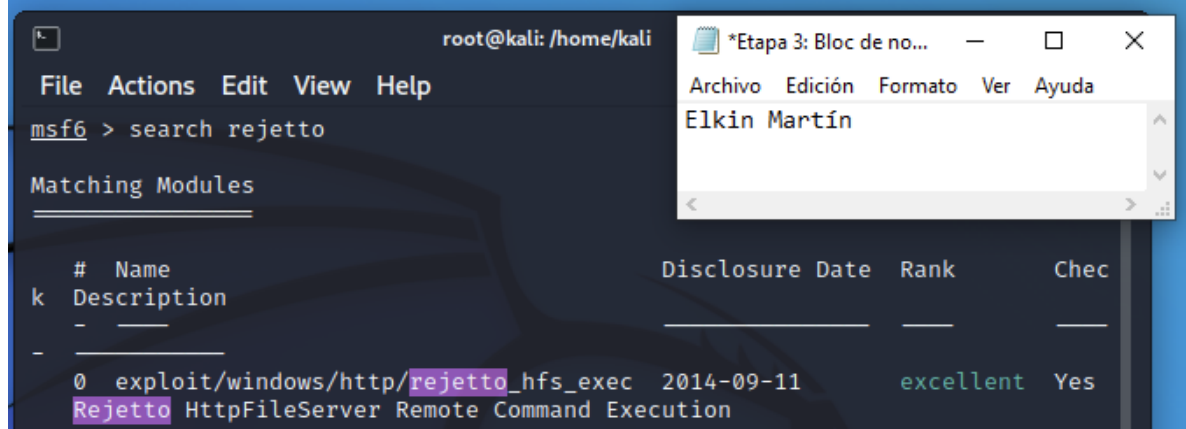 root@kali: /home/kali
File Actions Edit View Help
msf6 > search rejetto
Matching Modules
# Name Disclosure Date Rank Chec
k Description
- ---- --------------- ---- ----
- -----------
0 exploit/windows/http/rejetto_hfs_exec 2014-09-11 excellent Yes
Rejetto HttpFileServer Remote Command Execution
*Etapa 3: Bloc de no...
Archivo Edición Formato Ver Ayuda
Elkin Martín